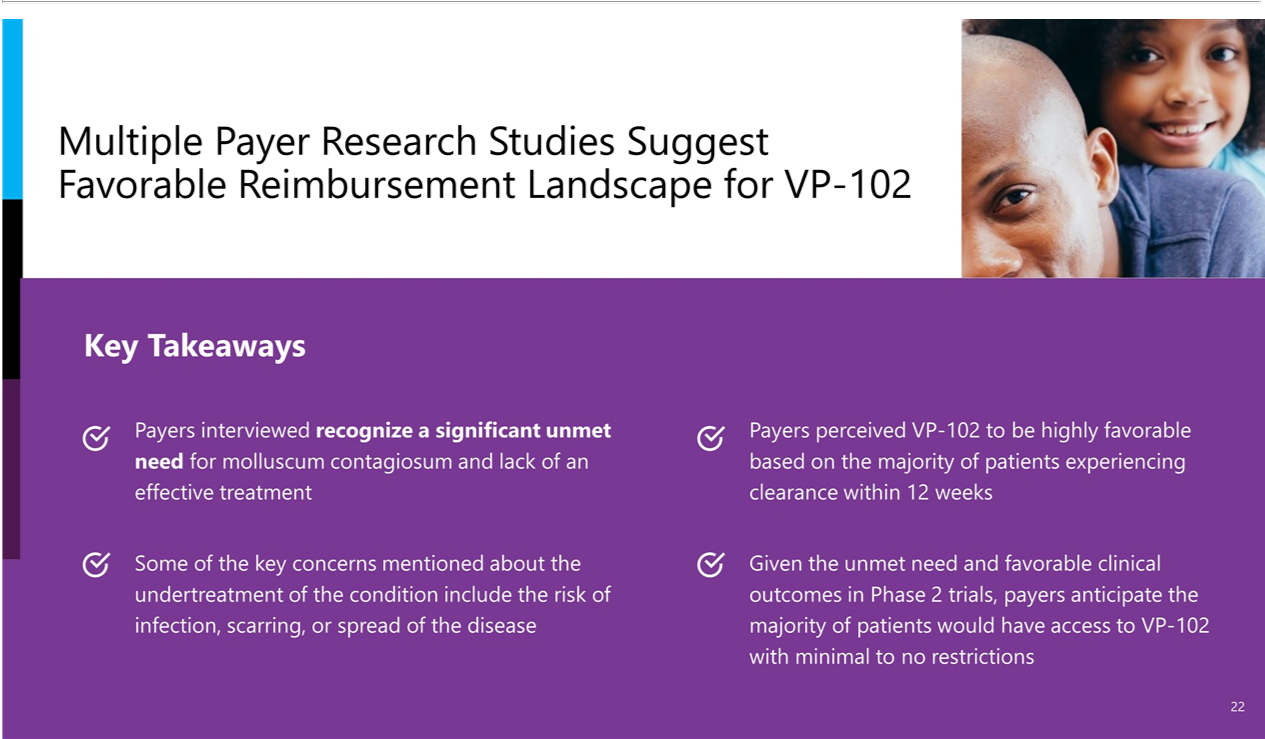 Multiple Payer Research Studies Suggest
Favorable Reimbursement Landscape for VP-102
Key Takeaways
Payers interviewed recognize a significant unmet
need for molluscum contagiosum and lack of an
effective treatment
Some of the key concerns mentioned about the
undertreatment of the condition include the risk of
infection, scarring, or spread of the disease
Payers perceived VP-102 to be highly favorable
based on the majority of patients experiencing
clearance within 12 weeks
Given the unmet need and favorable clinical
outcomes in Phase 2 trials, payers anticipate the
majority of patients would have access to VP-102
with minimal to no restrictions
22